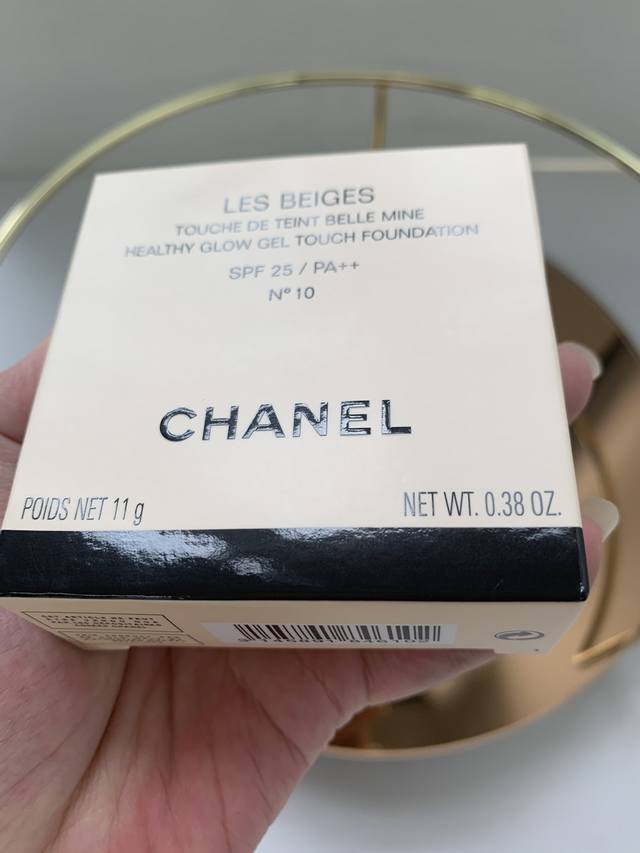 LES BEIGES
TOUCHE DE TEINT BELLE MINE
HEALTHY GLOW GEL TOUCH FOUNDATION
SPF 25 / PA++
N° 10
CHANEL
POIDS NET 11 g NET WT. 0.38 OZ.